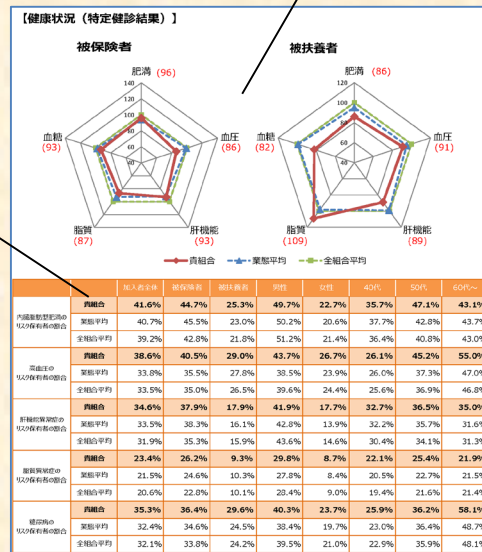 【健康状況（特定健診結果）】
被保険者
被扶養者
肥満 (96)
140
120
100
80
60
40
血圧
(86)
肝機能
(93)
脂質
(87)
血糖
(93)
肥満 (86)
120
100
80
60
40
血圧
(91)
肝機能
(89)
脂質
(109)
血糖
(82)
貴組合 業態平均 全組合平均
加入者全体 被保険者 被扶養者 男性 女性 40代 50代 60代～
内臓脂肪型肥満の
リスク保有者の割合
貴組合 41.6% 44.7% 25.3% 49.7% 22.7% 35.7% 47.1% 43.1%
業態平均 40.7% 45.5% 23.0% 50.2% 20.6% 37.7% 42.8% 43.7%
全組合平均 39.2% 42.8% 21.8% 51.2% 21.4% 36.4% 40.8% 43.0%
高血圧の
リスク保有者の割合
貴組合 38.6% 40.5% 29.0% 43.7% 26.7% 26.1% 45.2% 55.0%
業態平均 33.8% 35.5% 27.8% 38.5% 23.9% 26.0% 37.3% 47.0%
全組合平均 33.5% 35.0% 26.5% 39.6% 24.4% 25.6% 36.9% 46.8%
肝機能異常症の
リスク保有者の割合
貴組合 34.6% 37.9% 17.9% 41.9% 17.7% 32.7% 36.5% 35.0%
業態平均 33.5% 38.3% 16.1% 42.8% 13.9% 32.2% 35.7% 31.6%
全組合平均 31.9% 35.3% 15.9% 43.6% 14.6% 30.4% 34.1% 31.3%
脂質異常症の
リスク保有者の割合
貴組合 23.4% 26.2% 9.3% 29.8% 8.7% 22.1% 25.4% 21.9%
業態平均 21.5% 24.6% 10.3% 27.8% 8.4% 20.5% 22.7% 21.5%
全組合平均 20.6% 22.8% 10.1% 28.4% 9.0% 19.4% 21.6% 21.4%
糖尿病の
リスク保有者の割合
貴組合 35.3% 36.4% 29.6% 40.3% 23.7% 25.9% 36.2% 58.1%
業態平均 32.4% 34.6% 24.5% 38.4% 19.7% 23.0% 36.4% 48.7%
全組合平均 32.1% 33.8% 24.2% 39.5% 21.0% 22.9% 35.9% 48.1%